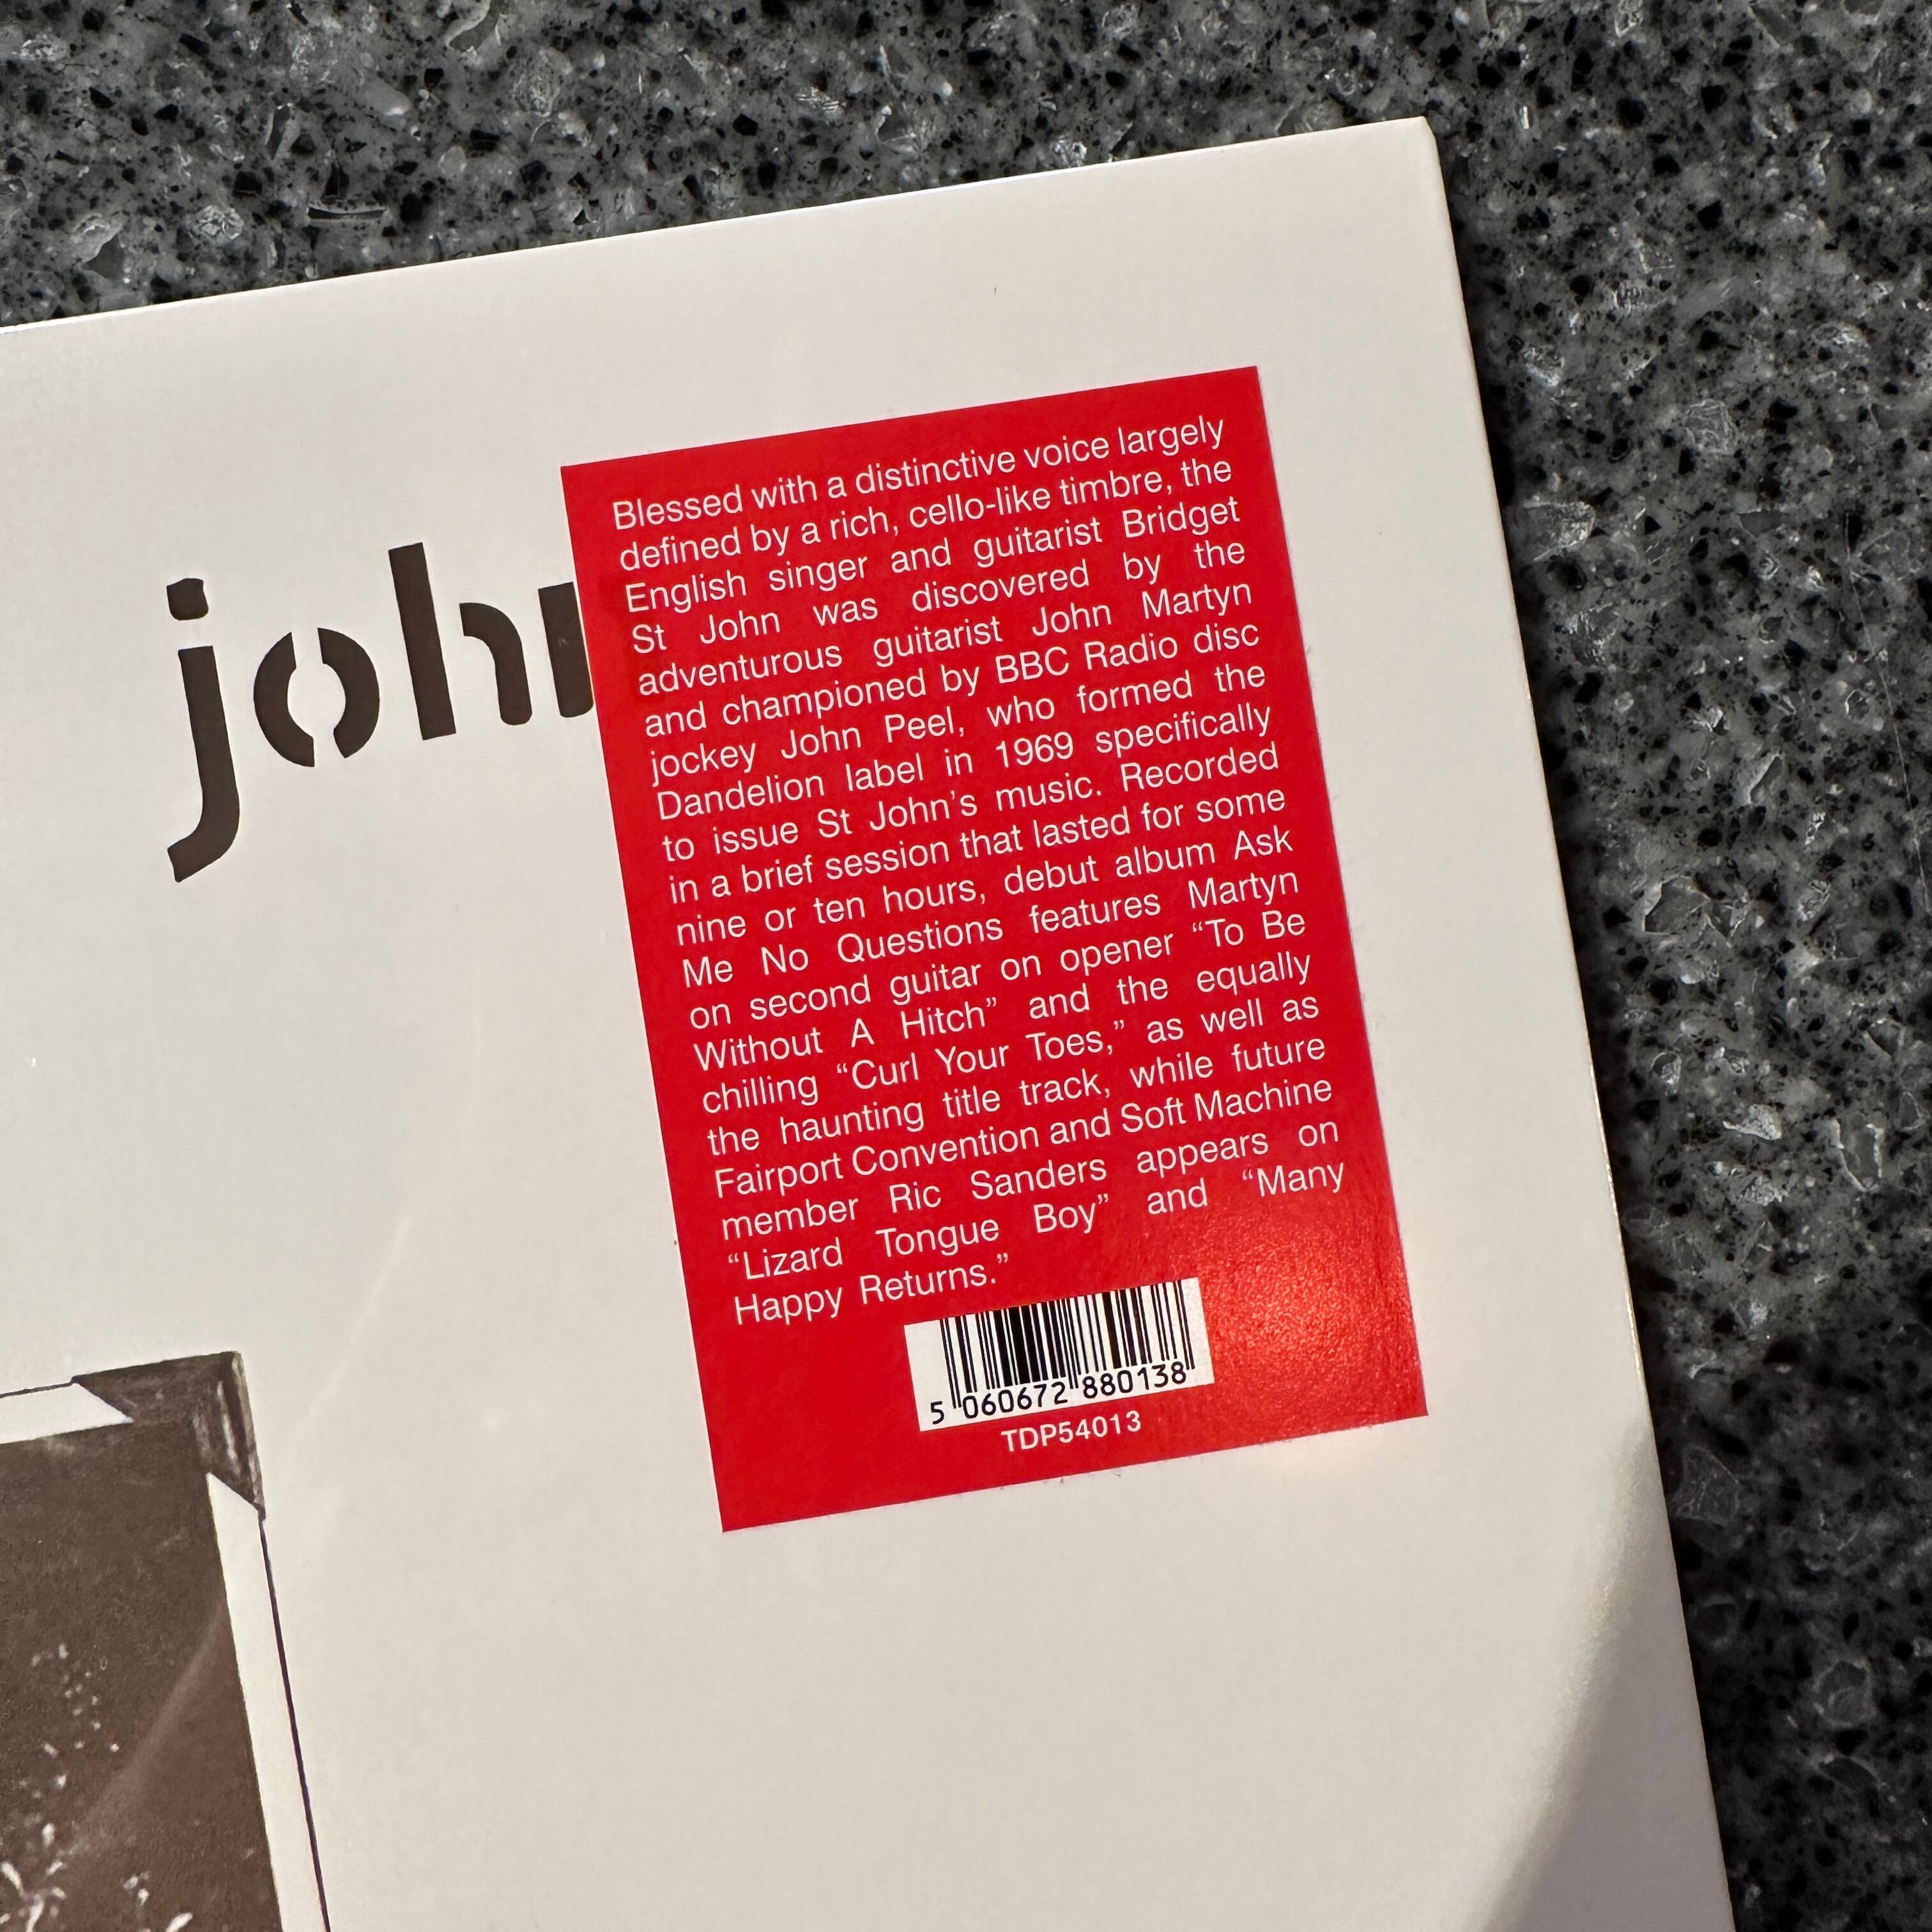 john
Blessed with a distinctive voice largely
defined by a rich, cello-like timbre, the
English singer and guitarist Bridget
St John was discovered by the
adventurous guitarist John Martyn
and championed by BBC Radio disc
jockey John Peel, who formed the
Dandelion label in 1969 specifically
to issue St John’s music. Recorded
in a brief session that lasted for some
nine or ten hours, debut album Ask
Me No Questions features Martyn
on second guitar on opener “To Be
Without A Hitch” and the equally
chilling “Curl Your Toes,” as well as
the haunting title track, while future
Fairport Convention and Soft Machine
member Ric Sanders appears on
“Lizard Tongue Boy” and “Many
Happy Returns.”
5 060672 880138
TDP54013